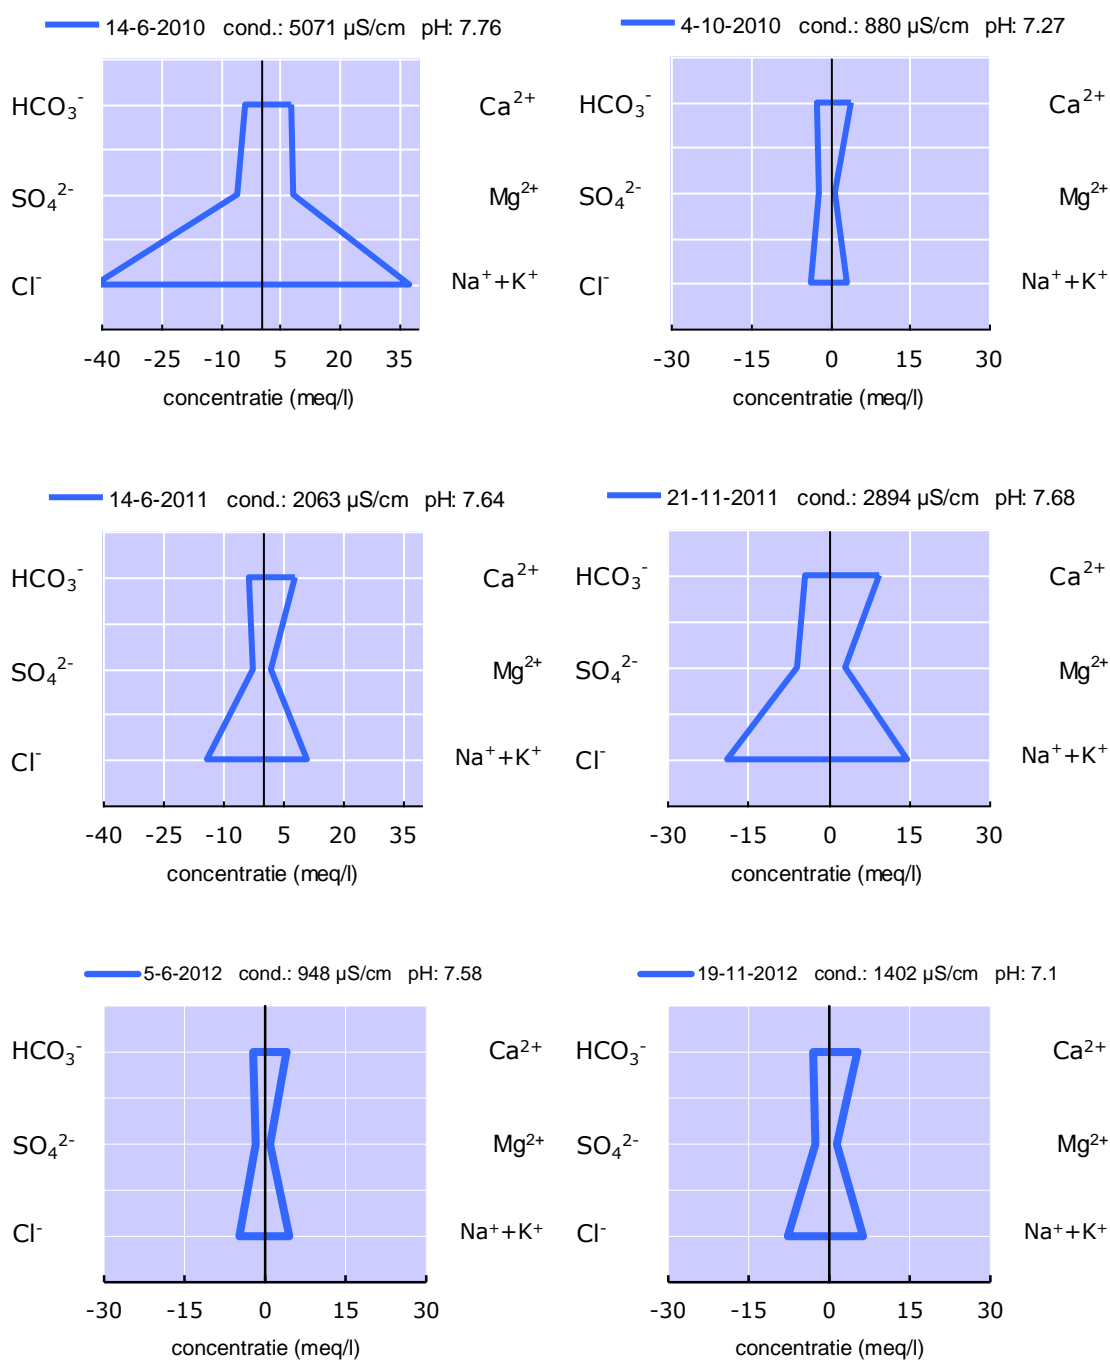 14-6-2010 cond.: 5071 µS/cm pH: 7.76
HCO₃⁻ Ca²⁺
SO₄²⁻ Mg²⁺
Cl⁻ Na⁺+K⁺
-40 -25 -10 5 20 35
concentratie (meq/l)
4-10-2010 cond.: 880 µS/cm pH: 7.27
HCO₃⁻ Ca²⁺
SO₄²⁻ Mg²⁺
Cl⁻ Na⁺+K⁺
-30 -15 0 15 30
concentratie (meq/l)
14-6-2011 cond.: 2063 µS/cm pH: 7.64
HCO₃⁻ Ca²⁺
SO₄²⁻ Mg²⁺
Cl⁻ Na⁺+K⁺
-40 -25 -10 5 20 35
concentratie (meq/l)
21-11-2011 cond.: 2894 µS/cm pH: 7.68
HCO₃⁻ Ca²⁺
SO₄²⁻ Mg²⁺
Cl⁻ Na⁺+K⁺
-30 -15 0 15 30
concentratie (meq/l)
5-6-2012 cond.: 948 µS/cm pH: 7.58
HCO₃⁻ Ca²⁺
SO₄²⁻ Mg²⁺
Cl⁻ Na⁺+K⁺
-30 -15 0 15 30
concentratie (meq/l)
19-11-2012 cond.: 1402 µS/cm pH: 7.1
HCO₃⁻ Ca²⁺
SO₄²⁻ Mg²⁺
Cl⁻ Na⁺+K⁺
-30 -15 0 15 30
concentratie (meq/l)